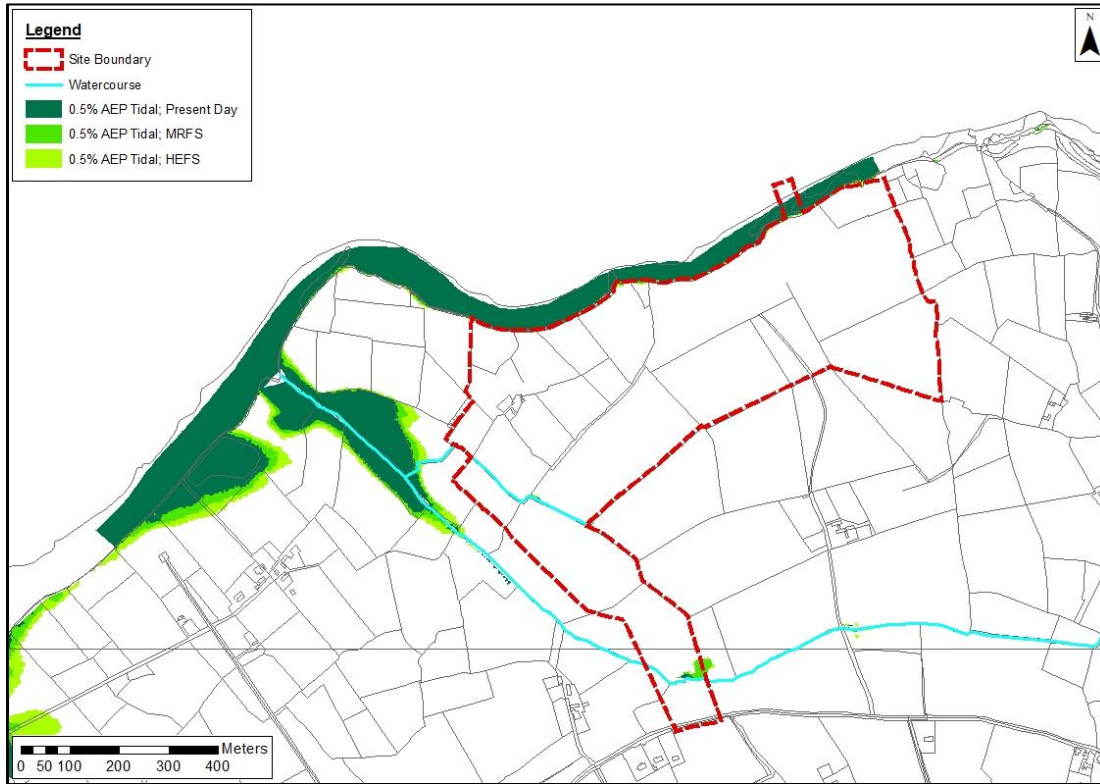 Legend
Site Boundary
Watercourse
0.5% AEP Tidal; Present Day
0.5% AEP Tidal; MRFS
0.5% AEP Tidal; HEFS
N
Meters
0 50 100 200 300 400